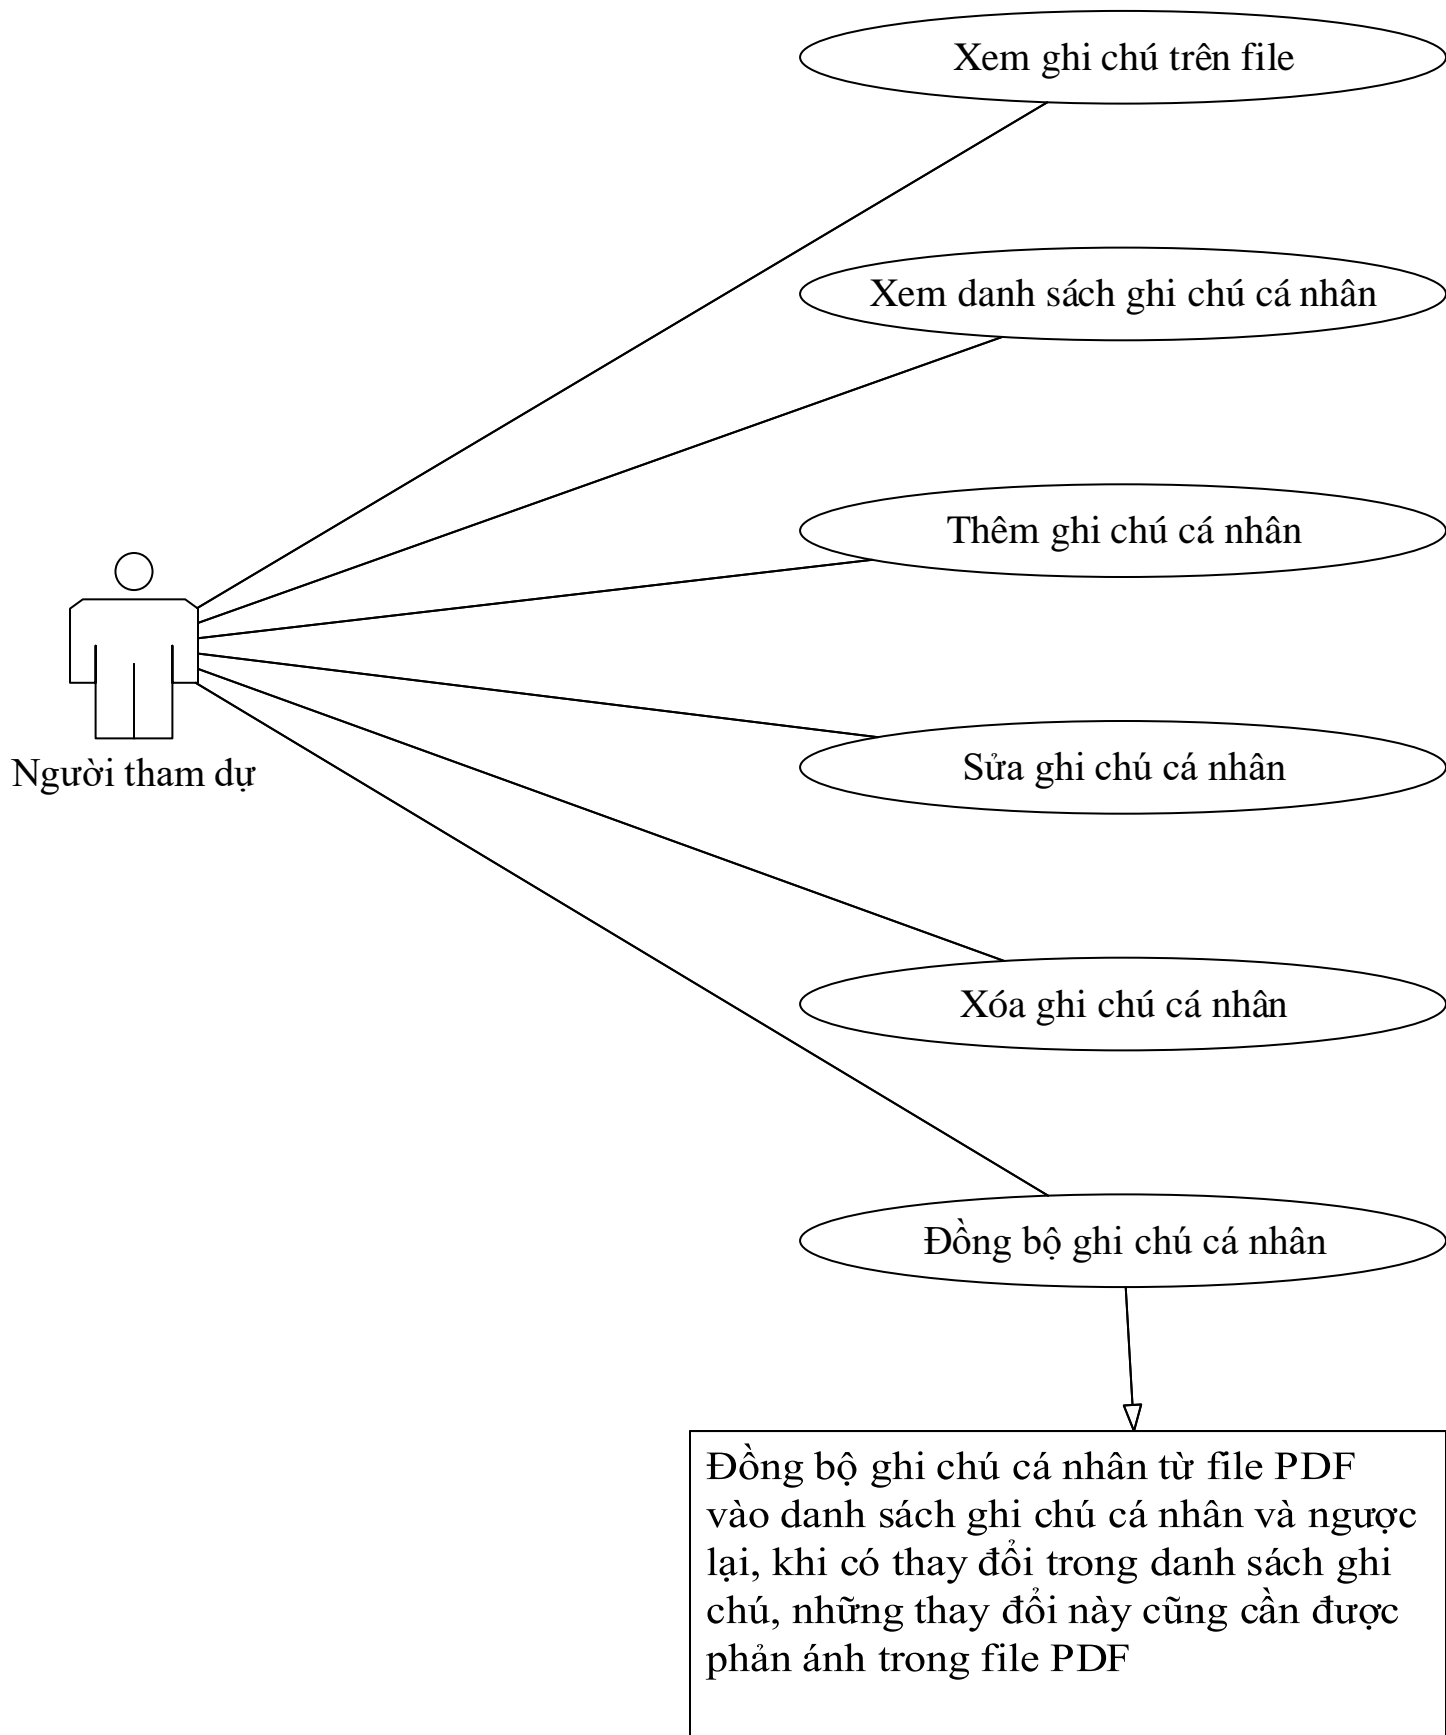 Xem ghi chú trên file
Xem danh sách ghi chú cá nhân
Thêm ghi chú cá nhân
Người tham dự
Sửa ghi chú cá nhân
Xóa ghi chú cá nhân
Đồng bộ ghi chú cá nhân
Đồng bộ ghi chú cá nhân từ file PDF
vào danh sách ghi chú cá nhân và ngược
lại, khi có thay đổi trong danh sách ghi
chú, những thay đổi này cũng cần được
phản ánh trong file PDF